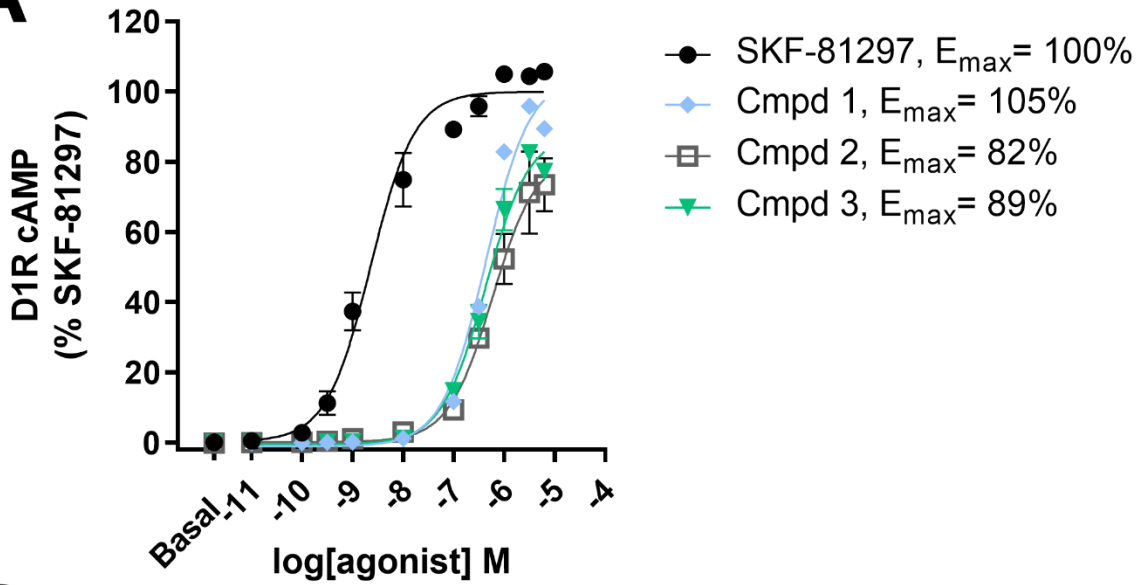 A
120
100
80
60
40
20
0
D1R cAMP
(% SKF-81297)
Basal -11 -10 -9 -8 -7 -6 -5 -4
log[agonist] M
SKF-81297, Emax= 100%
Cmpd 1, Emax= 105%
Cmpd 2, Emax= 82%
Cmpd 3, Emax= 89%